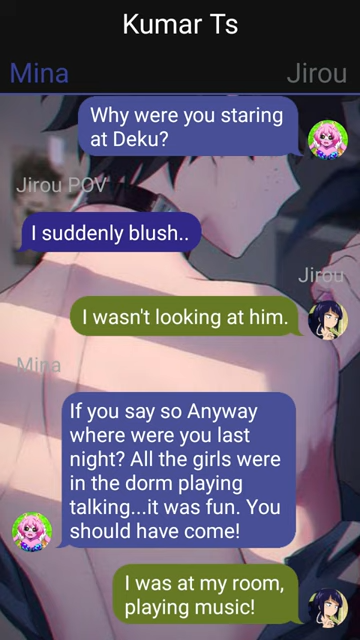 Kumar Ts
Mina
Jirou
Why were you staring
at Deku?
Jirou POV
I suddenly blush..
Jirou
I wasn't looking at him.
Mina
If you say so Anyway
where were you last
night? All the girls were
in the dorm playing
talking...it was fun. You
should have come!
I was at my room,
playing music!